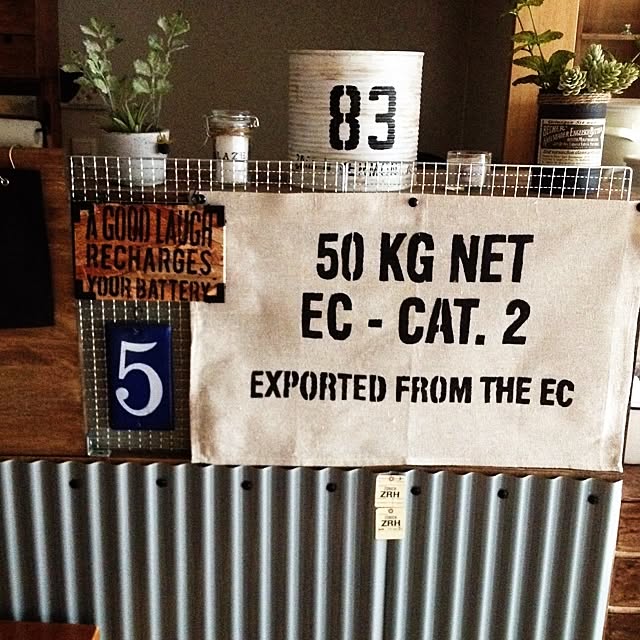 83
A GOOD LAUGH
RECHARGES
YOUR BATTERY
5
50 KG NET
EC - CAT. 2
EXPORTED FROM THE EC
ZRH
ZRH